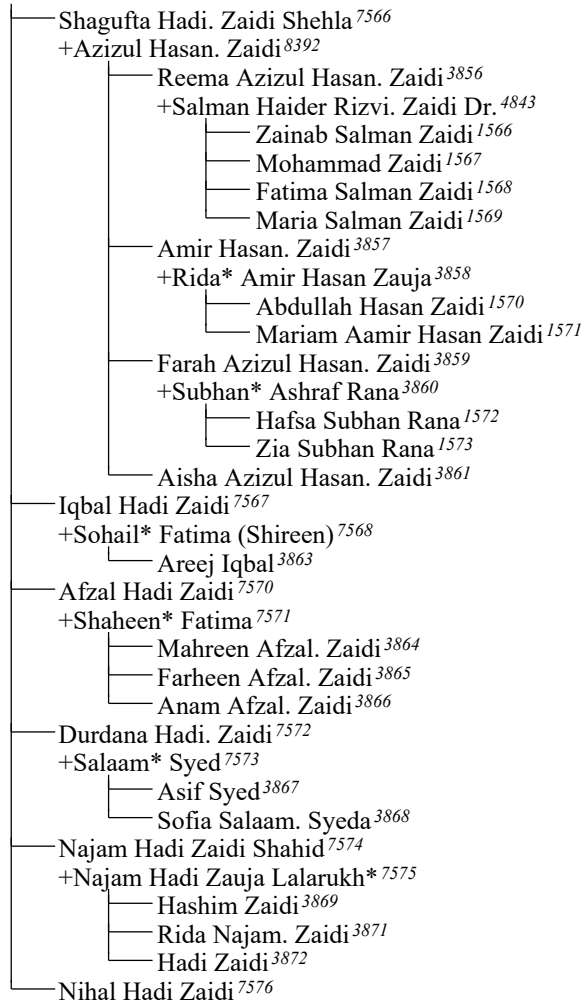 Shagufta Hadi. Zaidi Shehla 7566
+Azizul Hasan. Zaidi 8392
Reema Azizul Hasan. Zaidi 3856
+Salman Haider Rizvi. Zaidi Dr. 4843
Zainab Salman Zaidi 1566
Mohammad Zaidi 1567
Fatima Salman Zaidi 1568
Maria Salman Zaidi 1569
Amir Hasan. Zaidi 3857
+Rida* Amir Hasan Zauja 3858
Abdullah Hasan Zaidi 1570
Mariam Aamir Hasan Zaidi 1571
Farah Azizul Hasan. Zaidi 3859
+Subhan* Ashraf Rana 3860
Hafsa Subhan Rana 1572
Zia Subhan Rana 1573
Aisha Azizul Hasan. Zaidi 3861
Iqbal Hadi Zaidi 7567
+Sohail* Fatima (Shireen) 7568
Areej Iqbal 3863
Afzal Hadi Zaidi 7570
+Shaheen* Fatima 7571
Mahreen Afzal. Zaidi 3864
Farheen Afzal. Zaidi 3865
Anam Afzal. Zaidi 3866
Durdana Hadi. Zaidi 7572
+Salaam* Syed 7573
Asif Syed 3867
Sofia Salaam. Syeda 3868
Najam Hadi Zaidi Shahid 7574
+Najam Hadi Zauja Lalarukh* 7575
Hashim Zaidi 3869
Rida Najam. Zaidi 3871
Hadi Zaidi 3872
Nihal Hadi Zaidi 7576